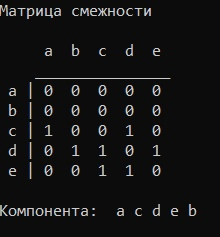 Матрица смежности
a b c d e
a | 0 0 0 0 0
b | 0 0 0 0 0
c | 1 0 0 1 0
d | 0 1 1 0 1
e | 0 0 1 1 0
Компонента: a c d e b